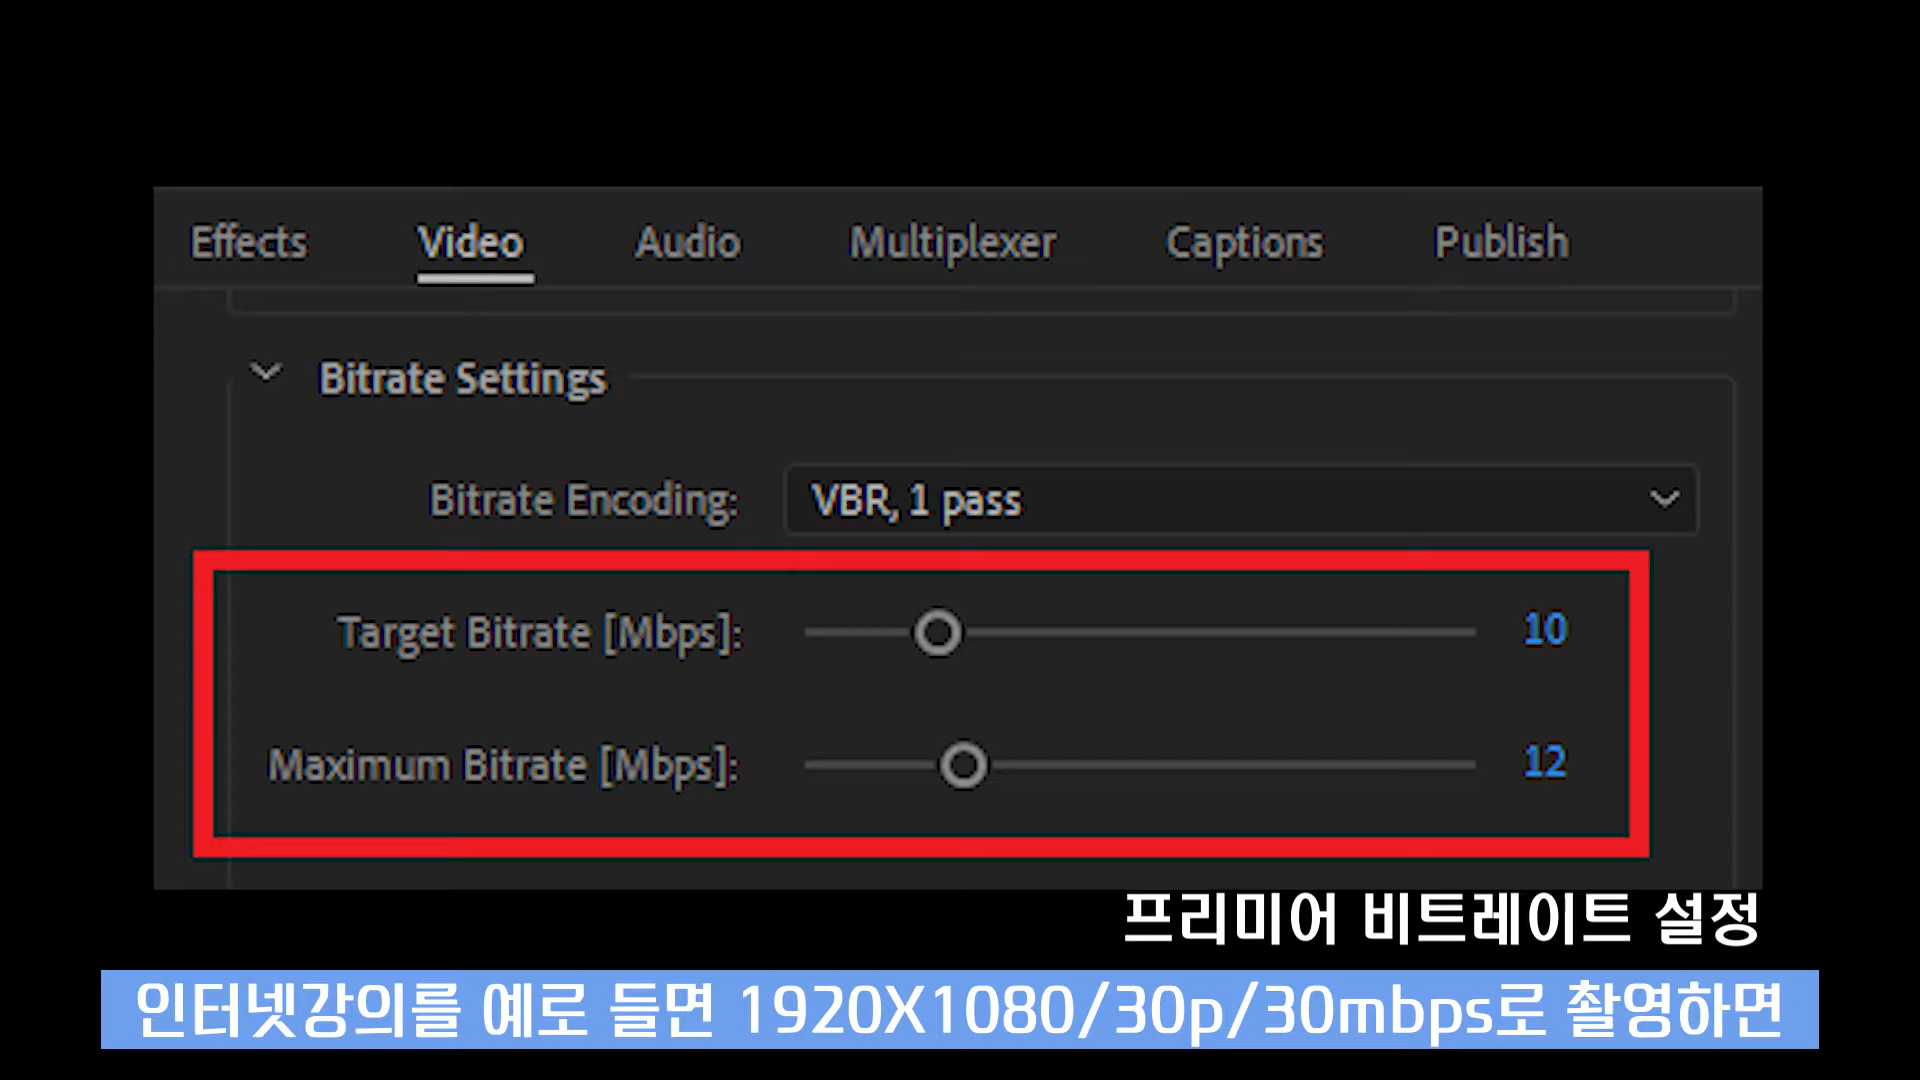 Effects Video Audio Multiplexer Captions Publish
Bitrate Settings
Bitrate Encoding: VBR, 1 pass
Target Bitrate [Mbps]: 10
Maximum Bitrate [Mbps]: 12
프리미어 비트레이트 설정
인터넷강의를 예로 들면 1920X1080/30p/30mbps로 촬영하면